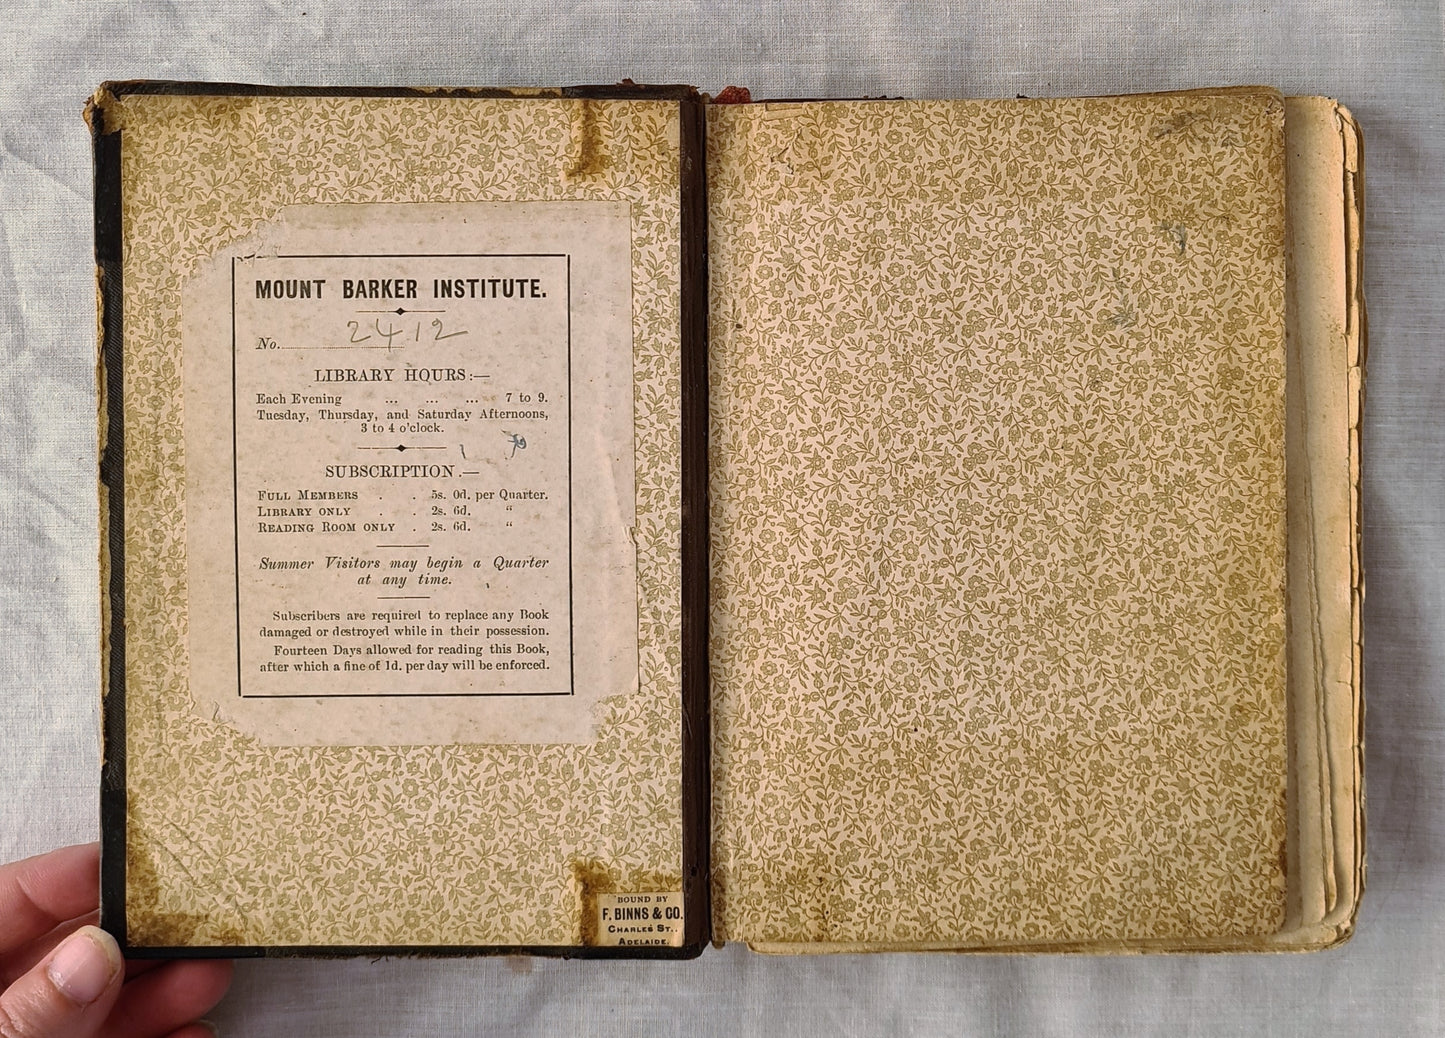 MOUNT BARKER INSTITUTE.
No. 2412
LIBRARY HOURS:—
Each Evening ... ... ... 7 to 9.
Tuesday, Thursday, and Saturday Afternoons,
3 to 4 o'clock.
SUBSCRIPTION.—
FULL MEMBERS . . 5s. 0d. per Quarter.
LIBRARY ONLY . . 2s. 6d. “
READING ROOM ONLY . 2s. 6d. “
Summer Visitors may begin a Quarter
at any time.
Subscribers are required to replace any Book
damaged or destroyed while in their possession.
Fourteen Days allowed for reading this Book,
after which a fine of 1d. per day will be enforced.
BOUND BY
F. BINNS & CO.
CHARLES ST.,
ADELAIDE.